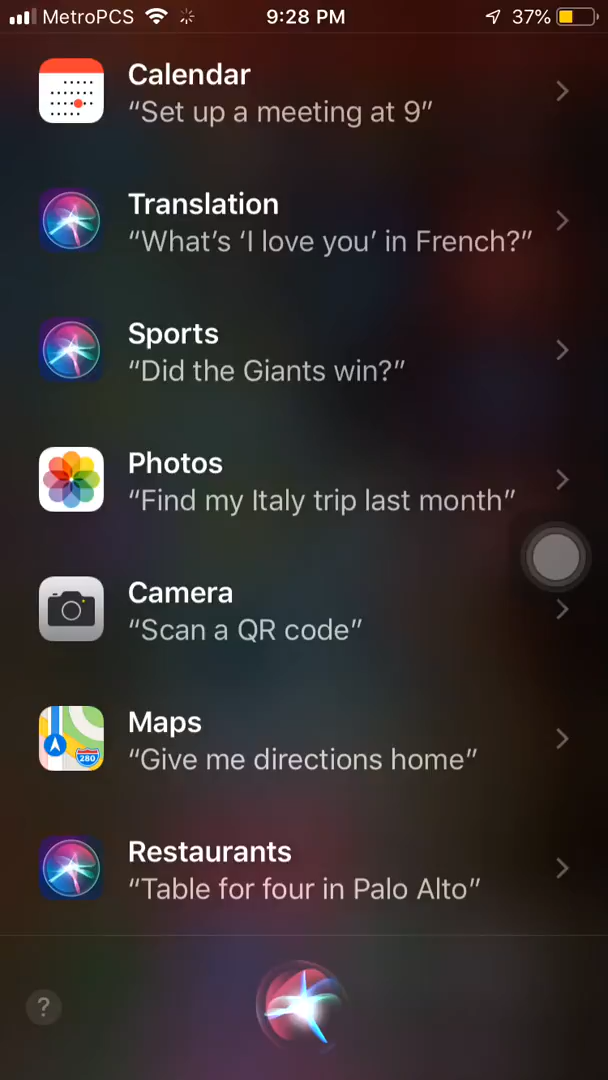 MetroPCS 9:28 PM 37%
Calendar
“Set up a meeting at 9”
Translation
“What’s ‘I love you’ in French?”
Sports
“Did the Giants win?”
Photos
“Find my Italy trip last month”
Camera
“Scan a QR code”
Maps
“Give me directions home”
280
Restaurants
“Table for four in Palo Alto”
?